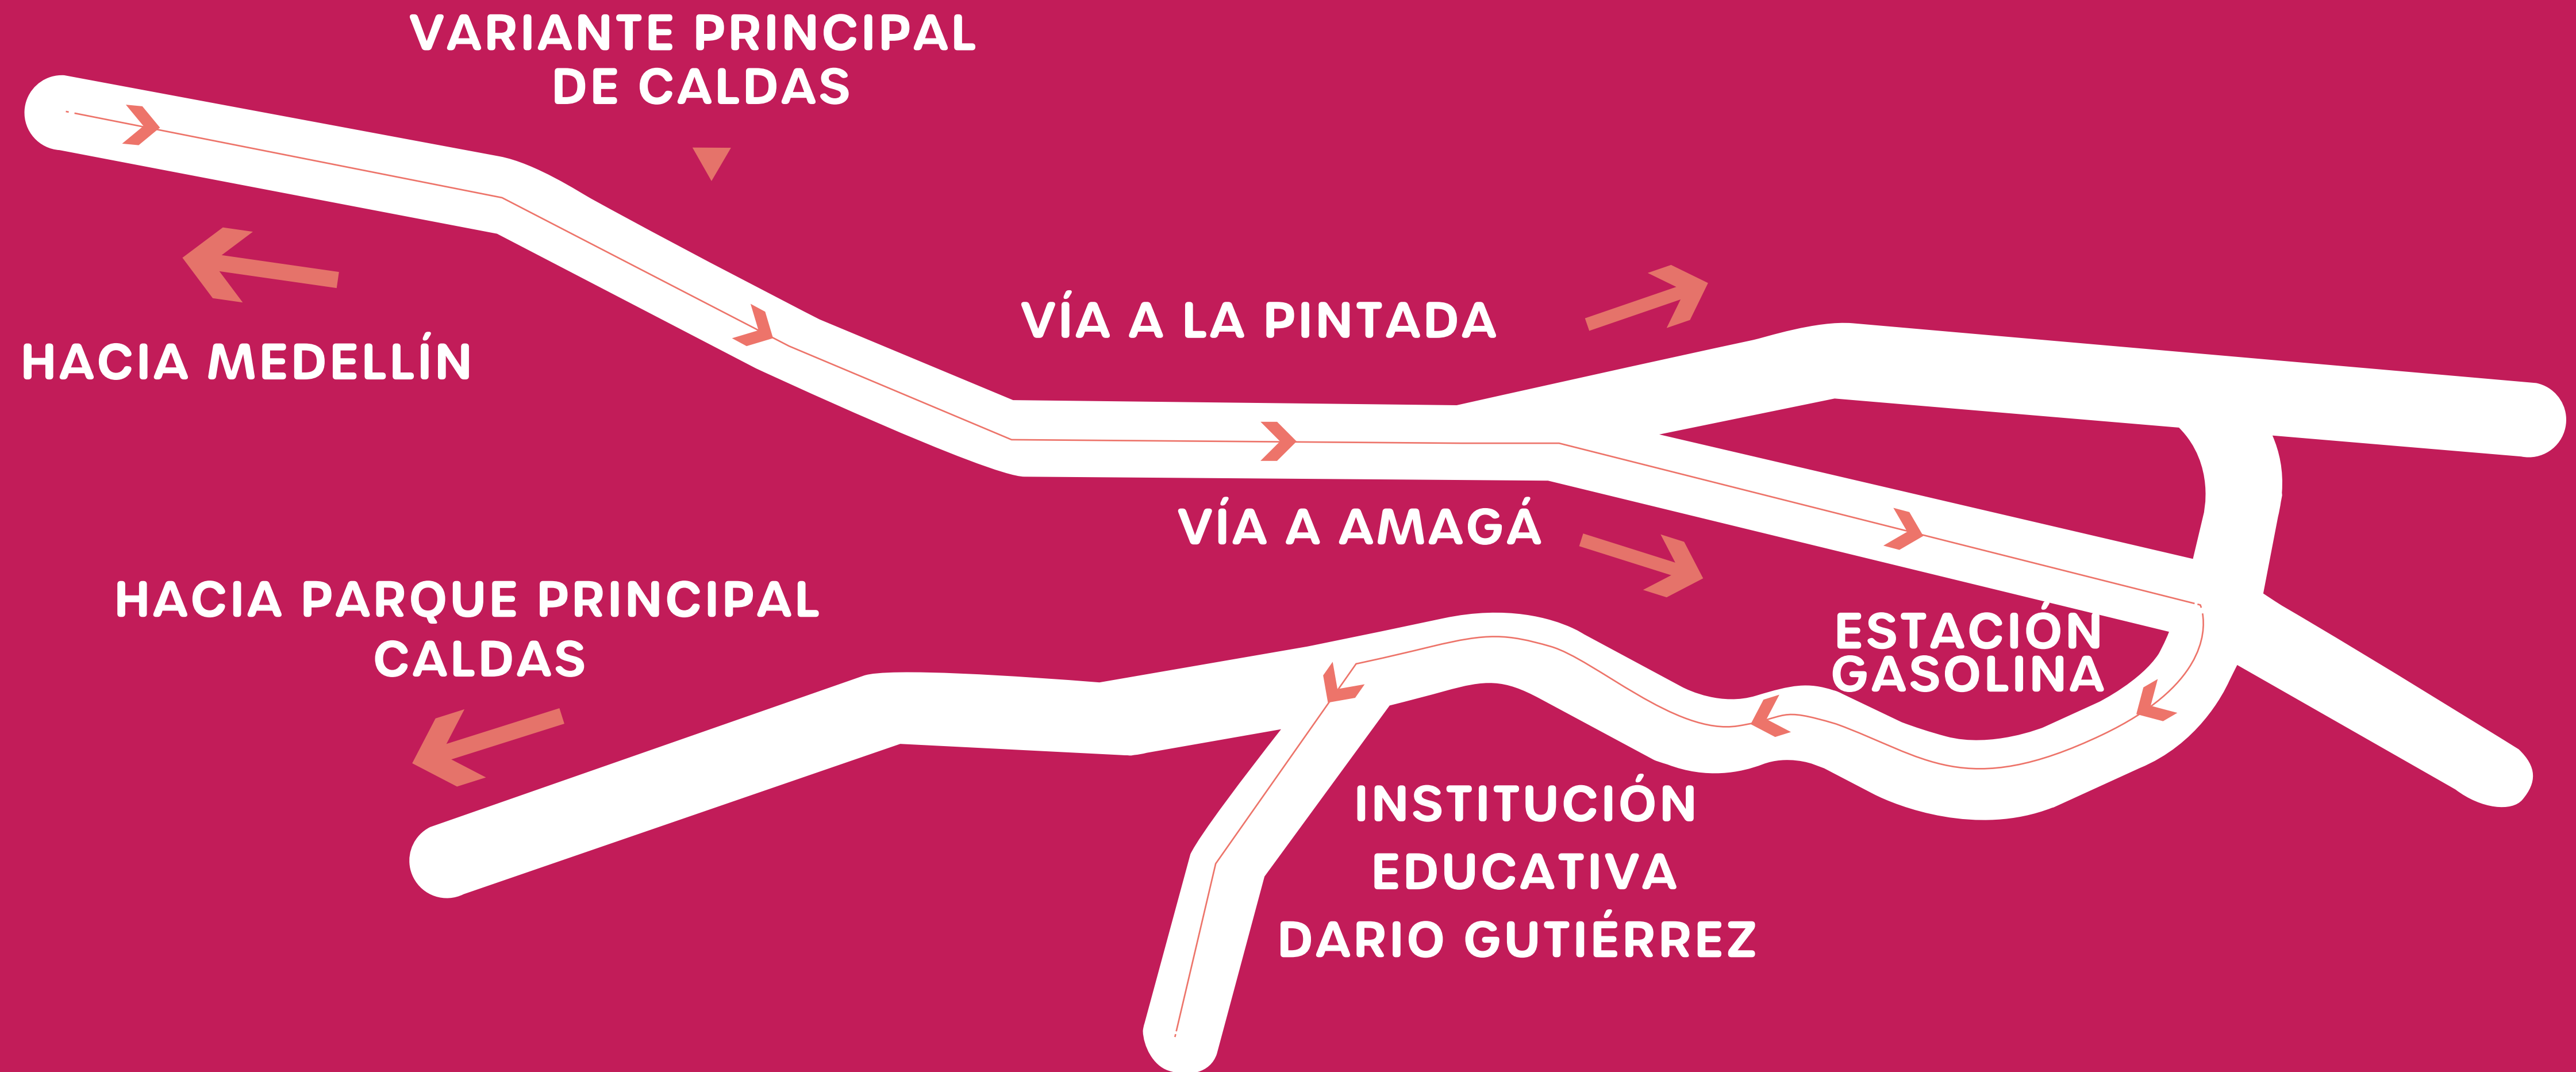 VARIANTE PRINCIPAL
DE CALDAS
HACIA MEDELLÍN
VÍA A LA PINTADA
VÍA A AMAGÁ
HACIA PARQUE PRINCIPAL
CALDAS
ESTACIÓN
GASOLINA
INSTITUCIÓN
EDUCATIVA
DARIO GUTIÉRREZ